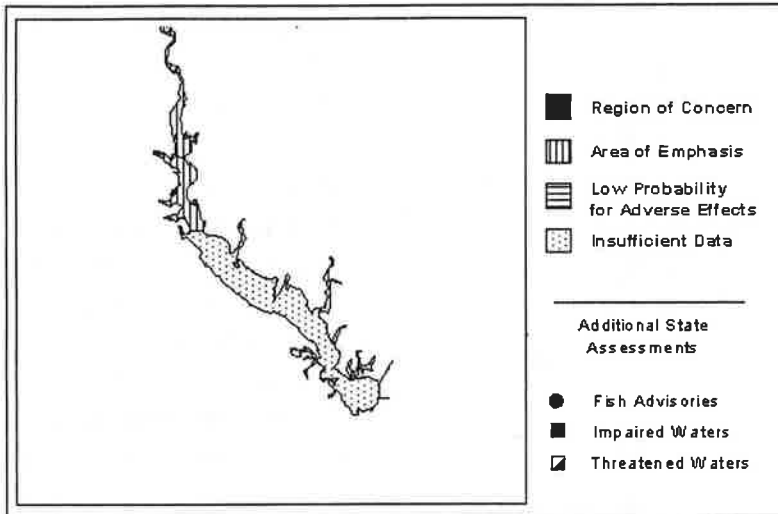 Region of Concern
Area of Emphasis
Low Probability
for Adverse Effects
Insufficient Data
Additional State
Assessments
Fish Advisories
Impaired Waters
Threatened Waters